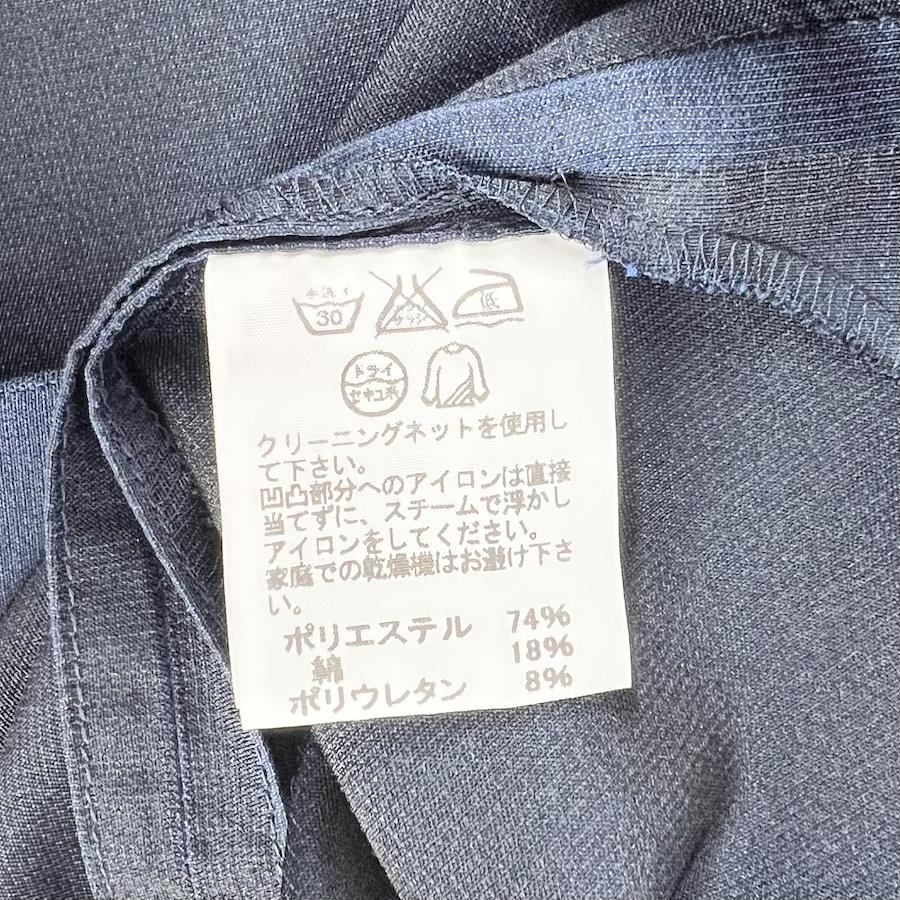 手洗イ 30 エンソ サラシ 低
ドライ
セキユ系
クリーニングネットを使用し
て下さい。
凹凸部分へのアイロンは直接
当てずに、スチームで浮かし
アイロンをしてください。
家庭での乾燥機はお避け下さ
い。
ポリエステル 74%
綿 18%
ポリウレタン 8%